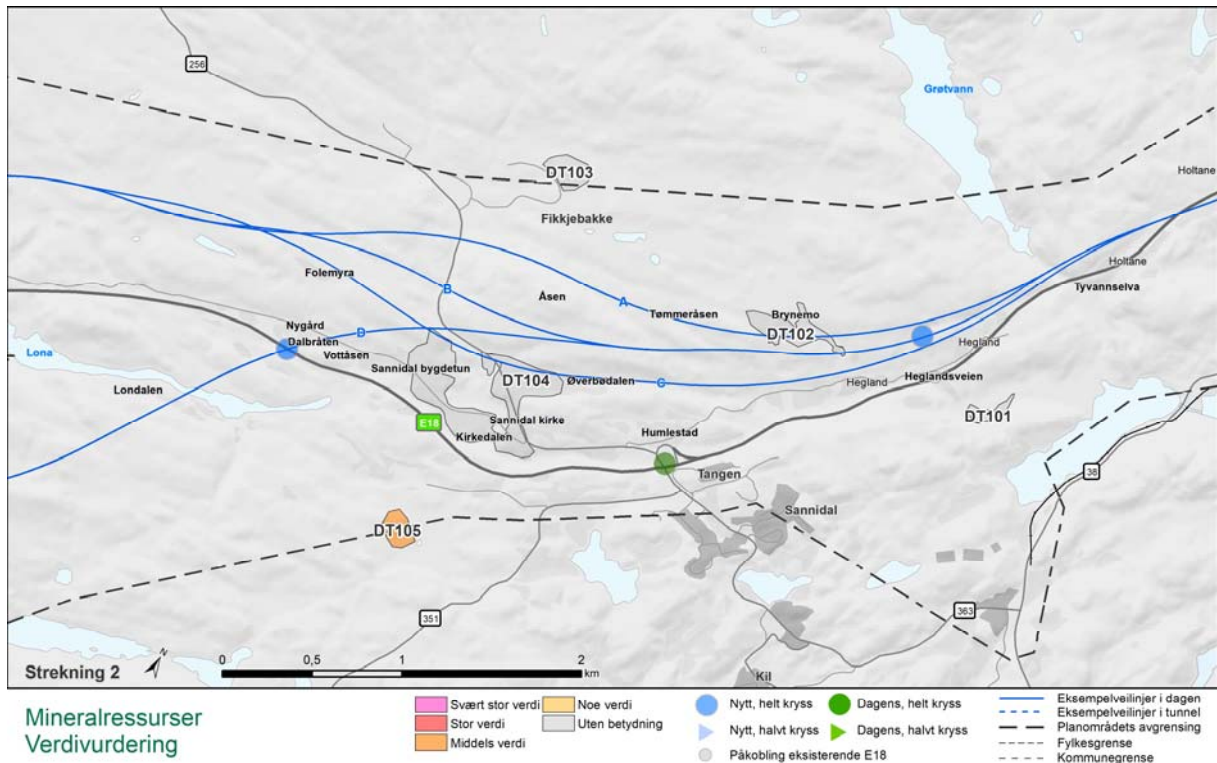 256
Grøtvann
Holtane
DT103
Fikkjebakke
Holtane
Folemyra
B
Åsen
A
Tyvannselva
Tømmeråsen
Brynemo
Nygård
D
DT102
Hegland
Dalbråten
Lona
Vottåsen
Sannidal bygdetun
DT104
Øverbødalen
C
Hegland
Heglandsveien
Londalen
DT101
E18
Sannidal kirke
Kirkedalen
Humlestad
38
Tangen
Sannidal
DT105
351
363
Strekning 2
N
0 0,5 1 2
km
Kil
Mineralressurser
Verdivurdering
Svært stor verdi
Stor verdi
Middels verdi
Noe verdi
Uten betydning
Nytt, helt kryss
Nytt, halvt kryss
Påkobling eksisterende E18
Dagens, helt kryss
Dagens, halvt kryss
Eksempelveilinjer i dagen
Eksempelveilinjer i tunnel
Planområdets avgrensing
Fylkesgrense
Kommunegrense